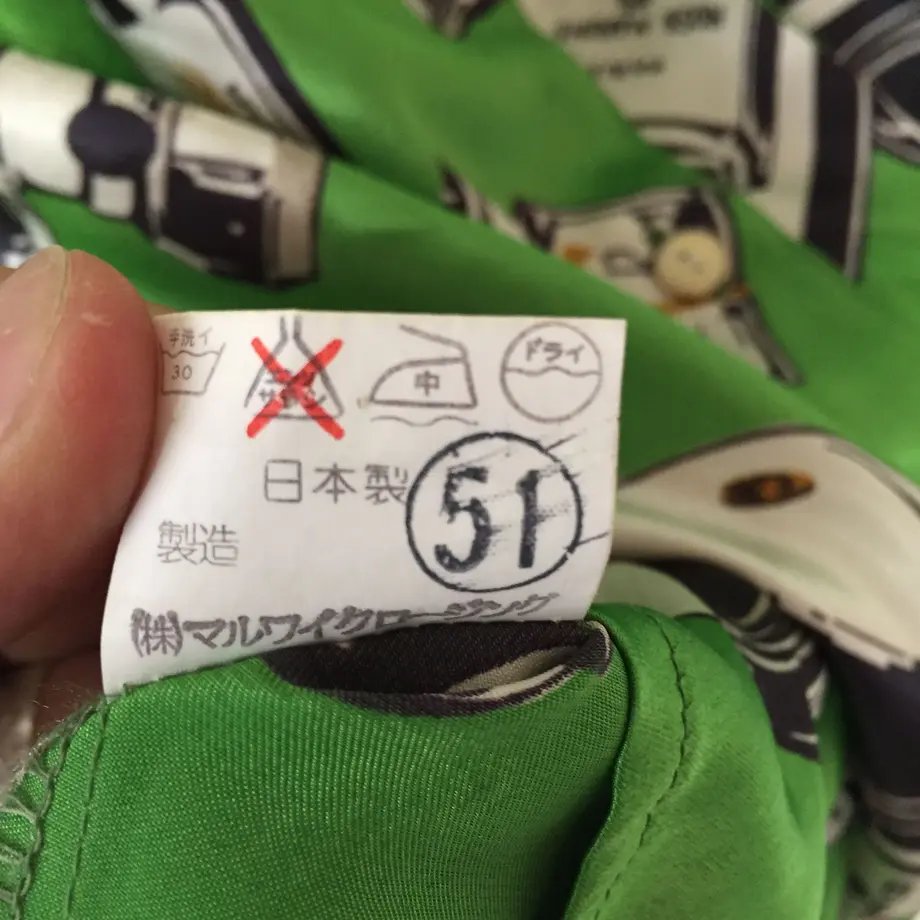 手洗イ
30
中
ドライ
日本製
51
製造
(株)マルワイクロージング